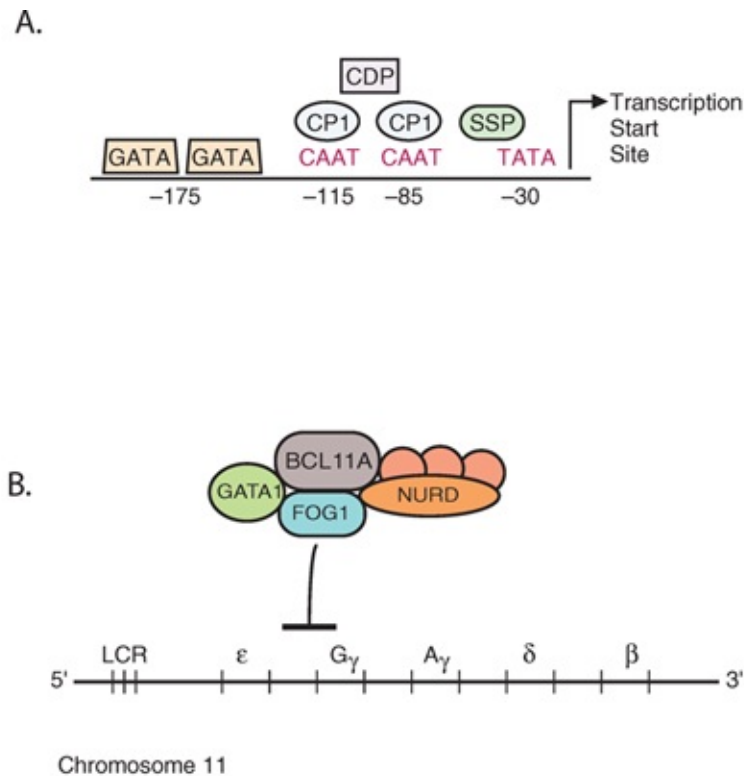 A.
CDP
CP1 CP1 SSP
Transcription
Start
Site
GATA GATA CAAT CAAT TATA
–175 –115 –85 –30
B.
BCL11A
GATA1
NURD
FOG1
LCR ε Gγ Aγ δ β
5' 3'
Chromosome 11